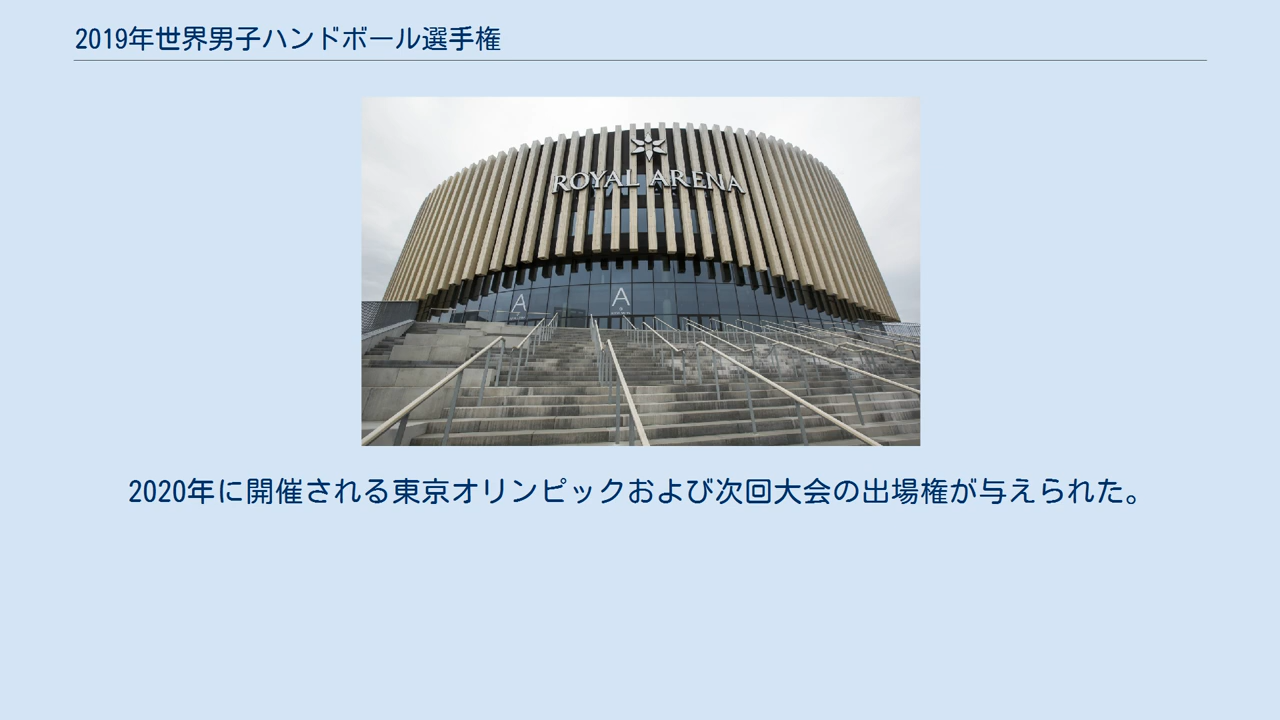 2019年世界男子ハンドボール選手権
ROYAL ARENA
A
A
2020年に開催される東京オリンピックおよび次回大会の出場権が与えられた。